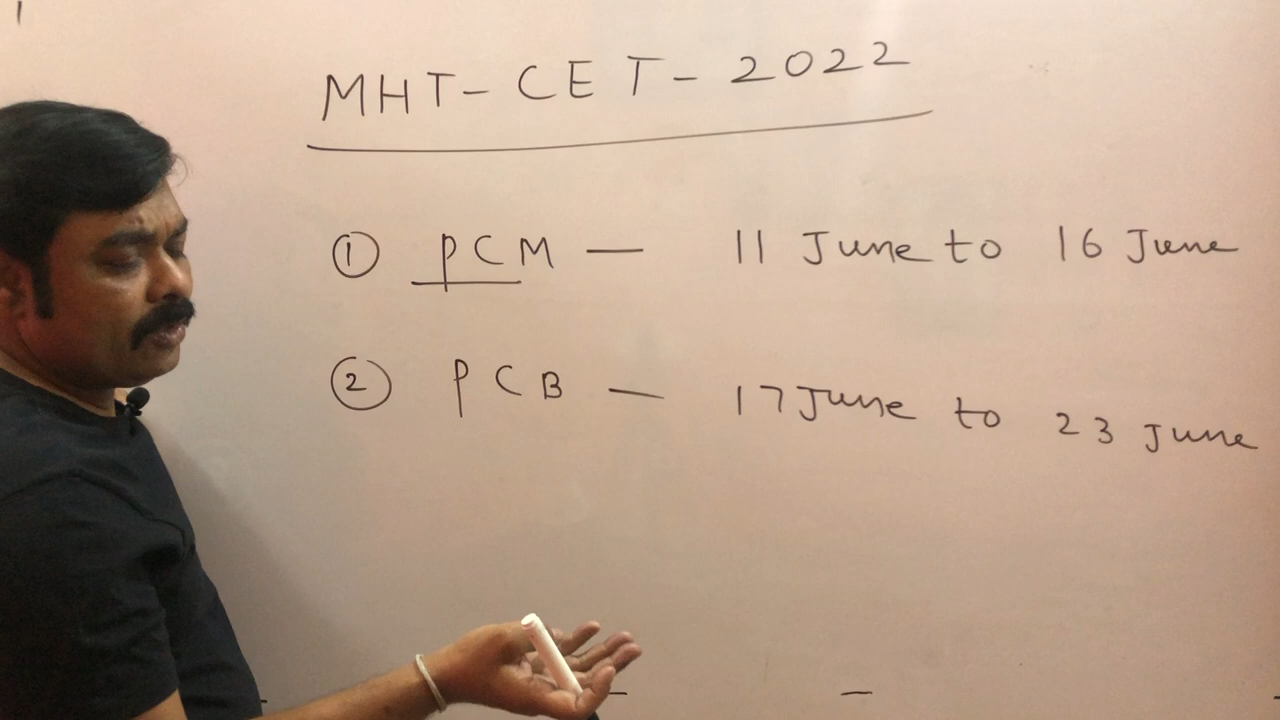 MHT-CET-2022
① PCM — 11 June to 16 June
② PCB — 17 June to 23 June